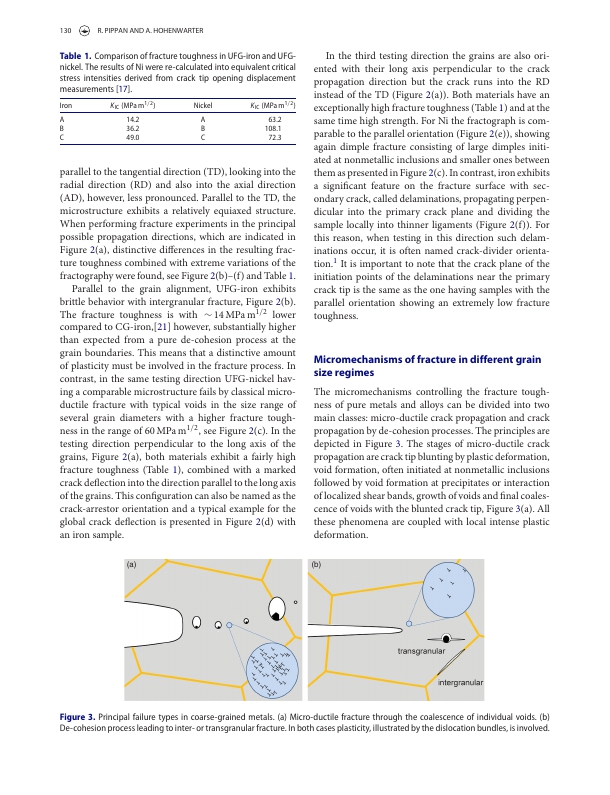 130 R. PIPPAN AND A. HOHENWARTER
Table 1. Comparison of fracture toughness in UFG-iron and UFG-
nickel. The results of Ni were re-calculated into equivalent critical
stress intensities derived from crack tip opening displacement
measurements [17].
Iron KIC (MPa m1/2) Nickel KIC (MPa m1/2)
A 14.2 A 63.2
B 36.2 B 108.1
C 49.0 C 72.3
parallel to the tangential direction (TD), looking into the
radial direction (RD) and also into the axial direction
(AD), however, less pronounced. Parallel to the TD, the
microstructure exhibits a relatively equiaxed structure.
When performing fracture experiments in the principal
possible propagation directions, which are indicated in
Figure 2(a), distinctive differences in the resulting frac-
ture toughness combined with extreme variations of the
fractography were found, see Figure 2(b)–(f) and Table 1.
Parallel to the grain alignment, UFG-iron exhibits
brittle behavior with intergranular fracture, Figure 2(b).
The fracture toughness is with ∼14 MPa m1/2 lower
compared to CG-iron,[21] however, substantially higher
than expected from a pure de-cohesion process at the
grain boundaries. This means that a distinctive amount
of plasticity must be involved in the fracture process. In
contrast, in the same testing direction UFG-nickel hav-
ing a comparable microstructure fails by classical micro-
ductile fracture with typical voids in the size range of
several grain diameters with a higher fracture tough-
ness in the range of 60 MPa m1/2, see Figure 2(c). In the
testing direction perpendicular to the long axis of the
grains, Figure 2(a), both materials exhibit a fairly high
fracture toughness (Table 1), combined with a marked
crack deflection into the direction parallel to the long axis
of the grains. This configuration can also be named as the
crack-arrestor orientation and a typical example for the
global crack deflection is presented in Figure 2(d) with
an iron sample.
In the third testing direction the grains are also ori-
ented with their long axis perpendicular to the crack
propagation direction but the crack runs into the RD
instead of the TD (Figure 2(a)). Both materials have an
exceptionally high fracture toughness (Table 1) and at the
same time high strength. For Ni the fractograph is com-
parable to the parallel orientation (Figure 2(e)), showing
again dimple fracture consisting of large dimples initi-
ated at nonmetallic inclusions and smaller ones between
them as presented in Figure 2(c). In contrast, iron exhibits
a significant feature on the fracture surface with sec-
ondary crack, called delaminations, propagating perpen-
dicular into the primary crack plane and dividing the
sample locally into thinner ligaments (Figure 2(f)). For
this reason, when testing in this direction such delam-
inations occur, it is often named crack-divider orienta-
tion.1 It is important to note that the crack plane of the
initiation points of the delaminations near the primary
crack tip is the same as the one having samples with the
parallel orientation showing an extremely low fracture
toughness.
Micromechanisms of fracture in different grain
size regimes
The micromechanisms controlling the fracture tough-
ness of pure metals and alloys can be divided into two
main classes: micro-ductile crack propagation and crack
propagation by de-cohesion processes. The principles are
depicted in Figure 3. The stages of micro-ductile crack
propagation are crack tip blunting by plastic deformation,
void formation, often initiated at nonmetallic inclusions
followed by void formation at precipitates or interaction
of localized shear bands, growth of voids and final coales-
cence of voids with the blunted crack tip, Figure 3(a). All
these phenomena are coupled with local intense plastic
deformation.
(a) (b)
transgranular
intergranular
Figure 3. Principal failure types in coarse-grained metals. (a) Micro-ductile fracture through the coalescence of individual voids. (b)
De-cohesion process leading to inter- or transgranular fracture. In both cases plasticity, illustrated by the dislocation bundles, is involved.